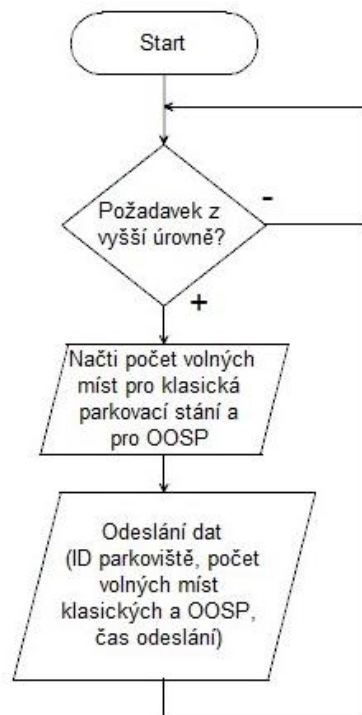 Start
Požadavek z
vyšší úrovně?
-
+
Načti počet volných
míst pro klasická
parkovací stání a
pro OOSP
Odeslání dat
(ID parkoviště, počet
volných míst
klasických a OOSP,
čas odeslání)